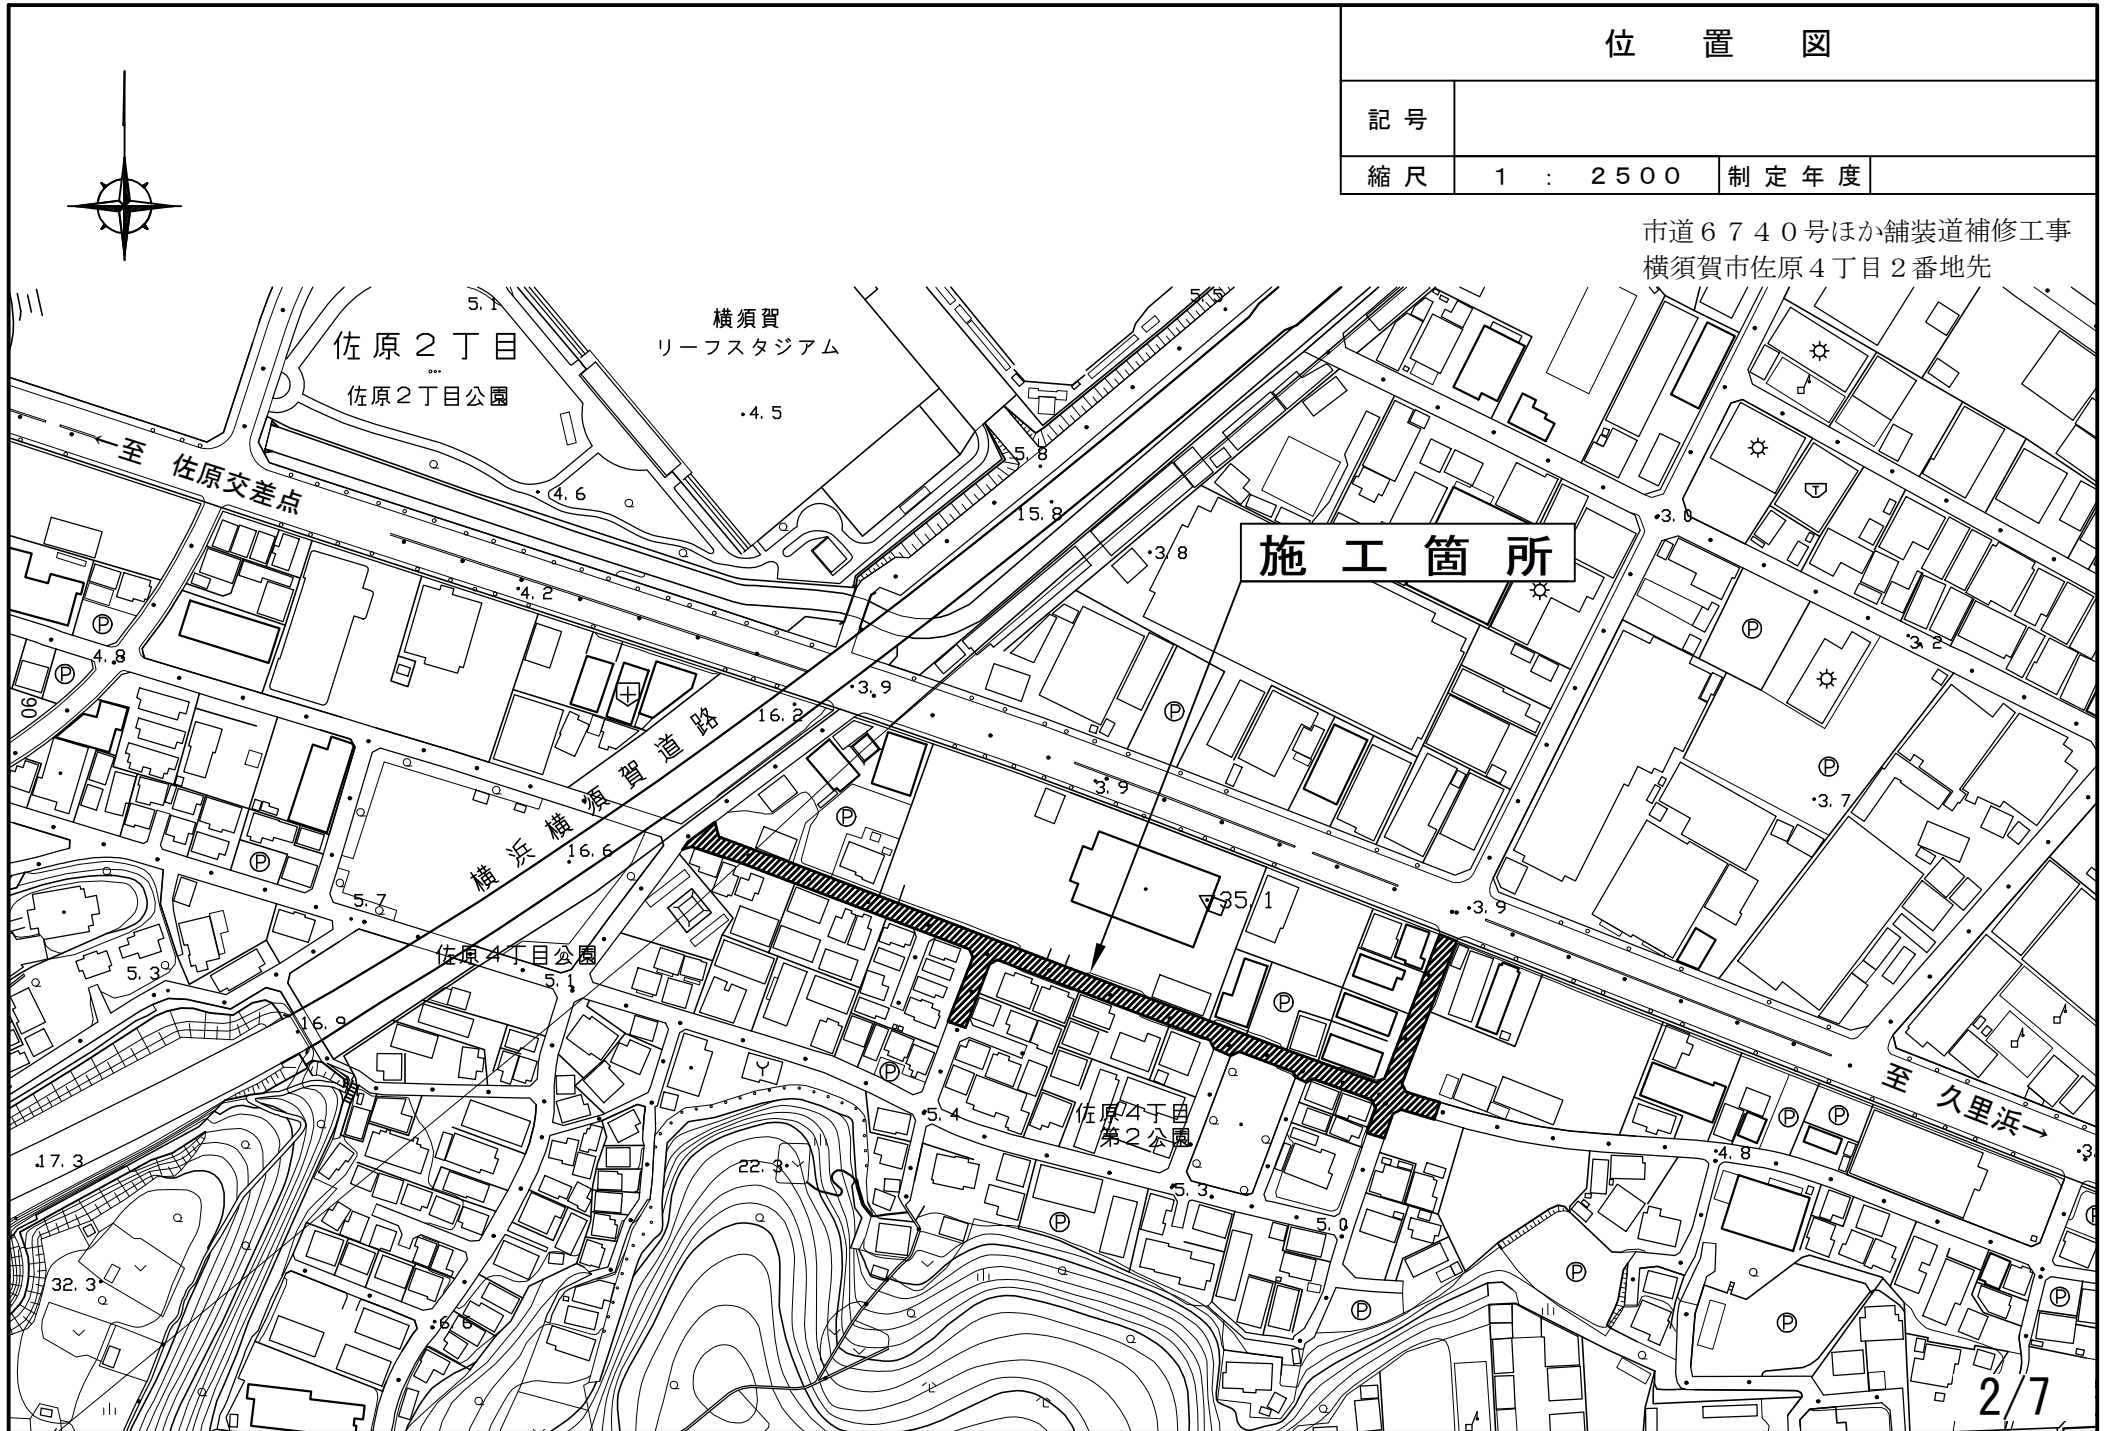 位置図
記号
縮尺 1 : 2500 制定年度
市道6740号ほか舗装道補修工事
横須賀市佐原4丁目2番地先
5.1
5.5
横須賀
リーフスタジアム
佐原2丁目
佐原2丁目公園
4.5
←至 佐原交差点
5.8
4.6
15.8
3.0
施工箇所
3.8
4.2
P
T
P
3.2
4.8
P
3.9
16.2
P
90
横浜横須賀道路
3.9
P
3.7
P
16.6
P
5.7
35.1
3.9
佐原4丁目公園
5.3
5.1
P
16.9
P
至 久里浜→
5.4
佐原4丁目
第2公園
P
P
4.8
3.
17.3
22.3
5.3
P
5.0
P
32.3
P
P
P
P
6.6
2/7